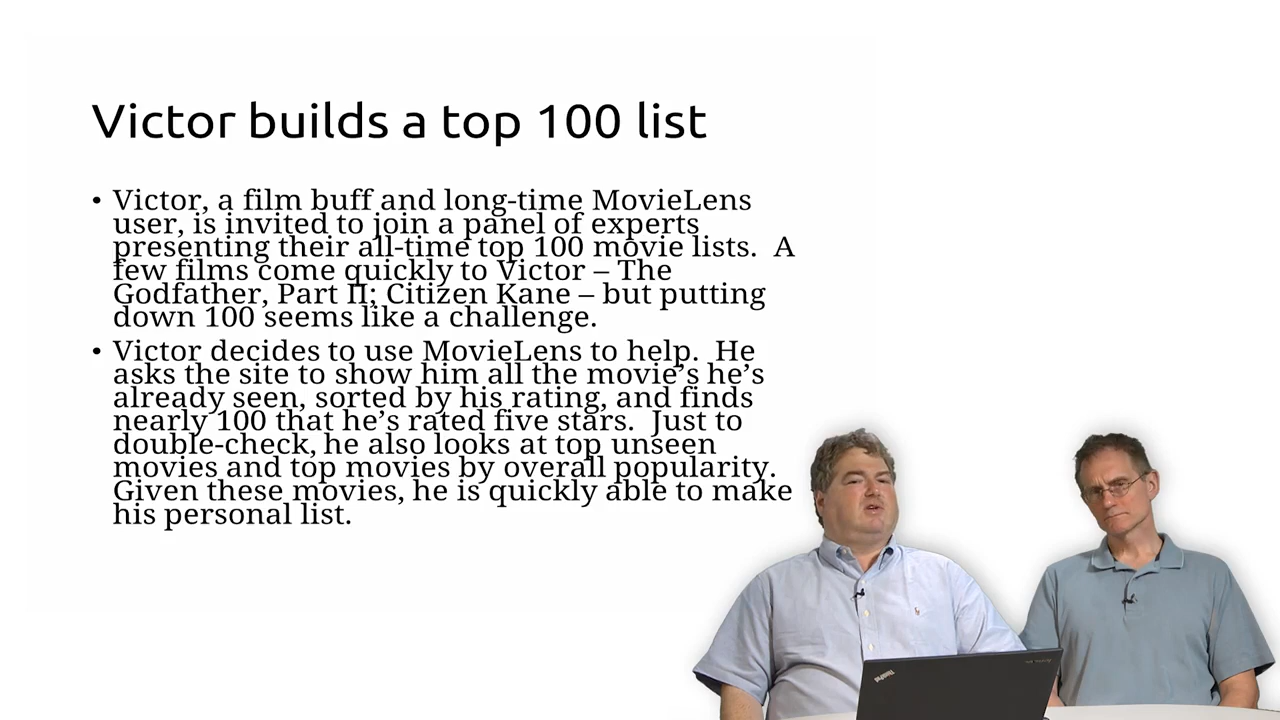 Victor builds a top 100 list
• Victor, a film buff and long-time MovieLens
user, is invited to join a panel of experts
presenting their all-time top 100 movie lists.  A
few films come quickly to Victor – The
Godfather, Part II; Citizen Kane – but putting
down 100 seems like a challenge.
• Victor decides to use MovieLens to help.  He
asks the site to show him all the movie’s he’s
already seen, sorted by his rating, and finds
nearly 100 that he’s rated five stars.  Just to
double-check, he also looks at top unseen
movies and top movies by overall popularity.
Given these movies, he is quickly able to make
his personal list.
ThinkPad